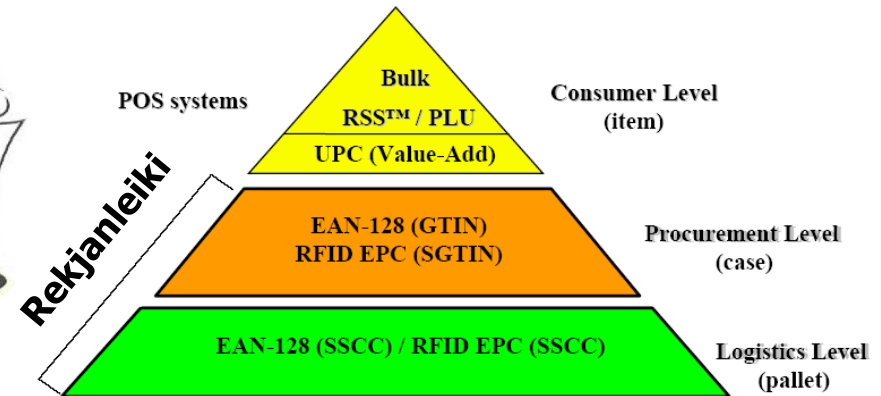 Bulk
POS systems
RSS™ / PLU
Consumer Level
(item)
UPC (Value-Add)
Rekjanleiki
EAN-128 (GTIN)
RFID EPC (SGTIN)
Procurement Level
(case)
EAN-128 (SSCC) / RFID EPC (SSCC)
Logistics Level
(pallet)